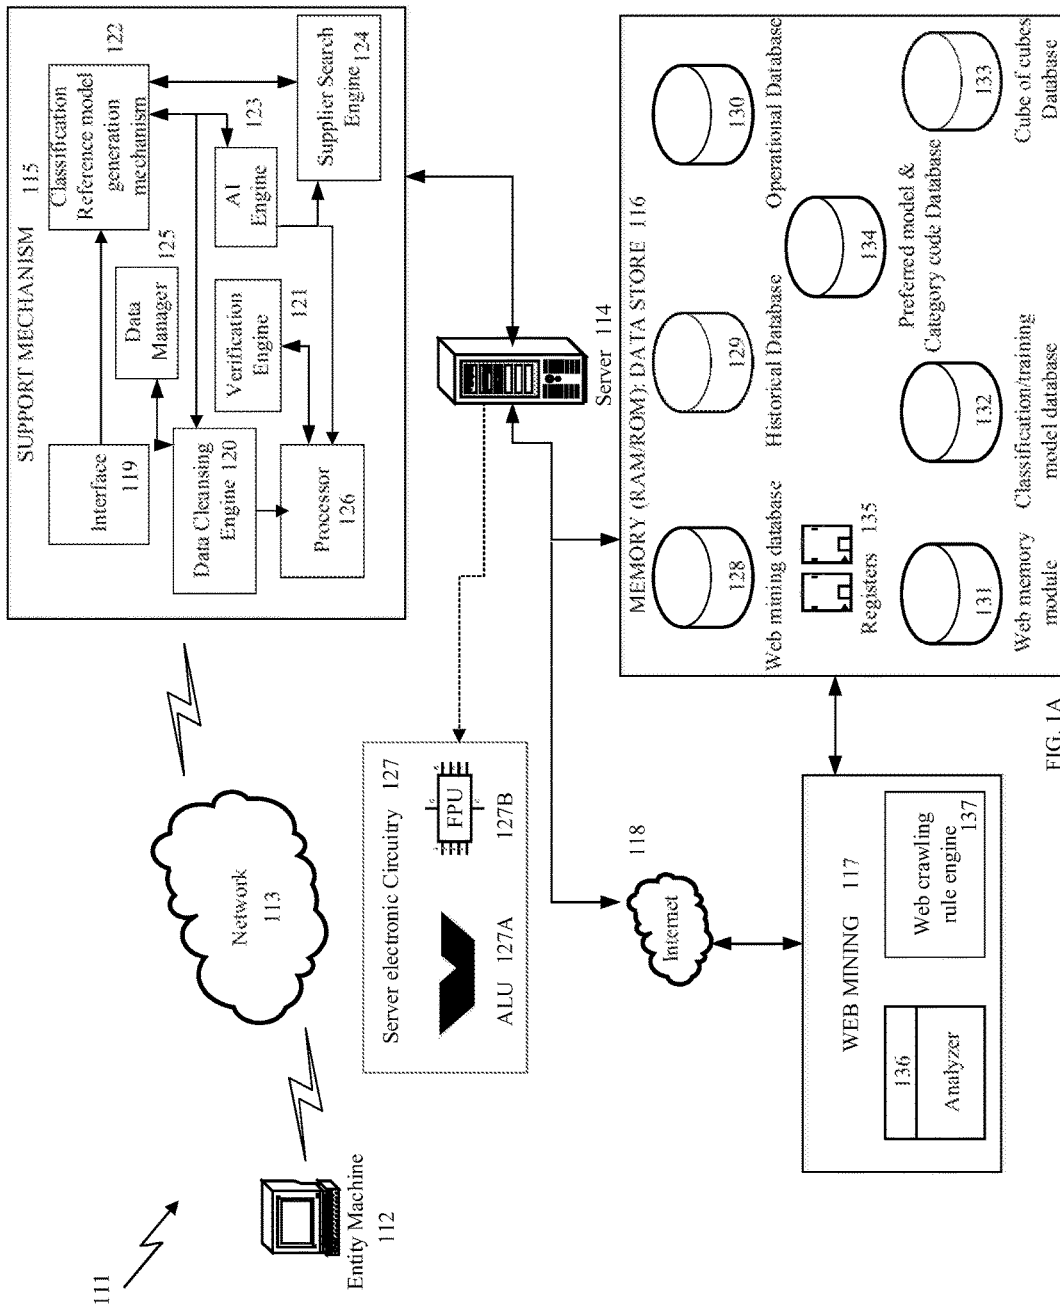 111
Entity Machine
112
Network
113
SUPPORT MECHANISM 115
Interface
119
Classification
Reference model
generation
mechanism
122
Data
Manager
125
Data Cleansing
Engine 120
AI
Engine
123
Supplier Search
Engine
124
Verification
Engine
121
Processor
126
Server electronic Circuitry 127
ALU 127A
FPU
127B
Server 114
Internet
118
WEB MINING 117
136
Analyzer
Web crawling
rule engine
137
MEMORY (RAM/ROM): DATA STORE 116
128
Web mining database
129
Historical Database
130
Operational Database
Registers 135
134
Preferred model &
Category code Database
131
Web memory
module
132
Classification/training
model database
133
Cube of cubes
Database
FIG. 1A